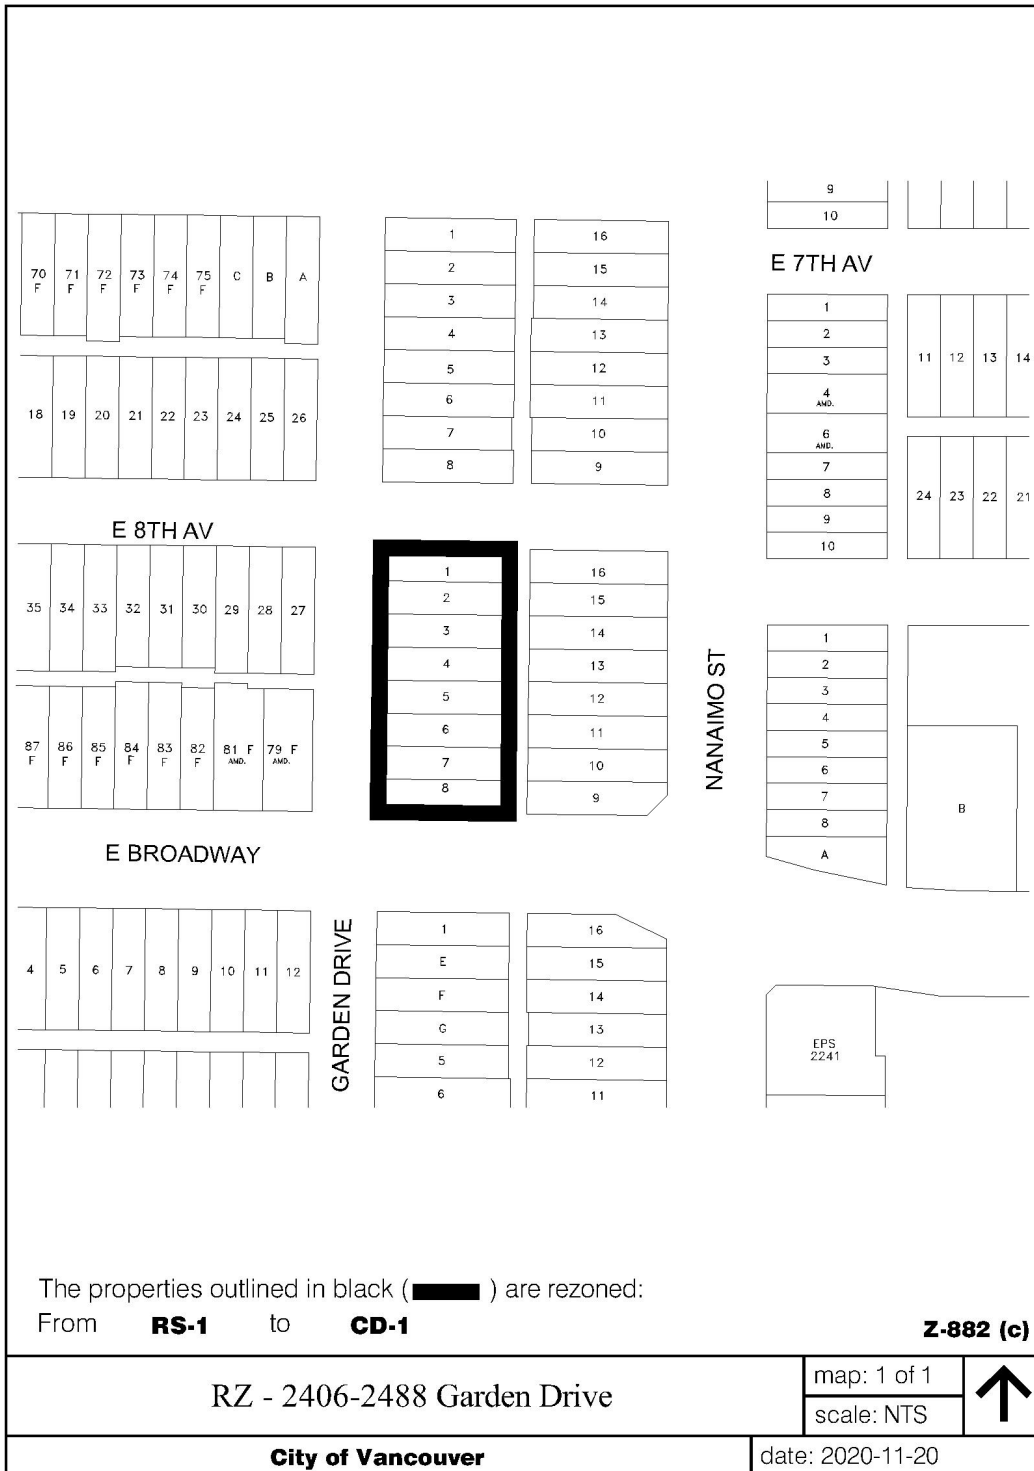 9
10
E 7TH AV
70 F 71 F 72 F 73 F 74 F 75 F C B A
1 16
2 15
3 14
4 13
5 12
6 11
7 10
8 9
1
2
3
4 AMD.
6 AMD.
7
8
9
10
11 12 13 14
24 23 22 21
18 19 20 21 22 23 24 25 26
E 8TH AV
35 34 33 32 31 30 29 28 27
87 F 86 F 85 F 84 F 83 F 82 F 81 F AMD. 79 F AMD.
1 16
2 15
3 14
4 13
5 12
6 11
7 10
8 9
NANAIMO ST
1
2
3
4
5
6
7
8
A
B
E BROADWAY
4 5 6 7 8 9 10 11 12
GARDEN DRIVE
1 16
E 15
F 14
G 13
5 12
6 11
EPS
2241
The properties outlined in black ( ) are rezoned:
From RS-1 to CD-1
Z-882 (c)
RZ - 2406-2488 Garden Drive
map: 1 of 1
scale: NTS
City of Vancouver
date: 2020-11-20